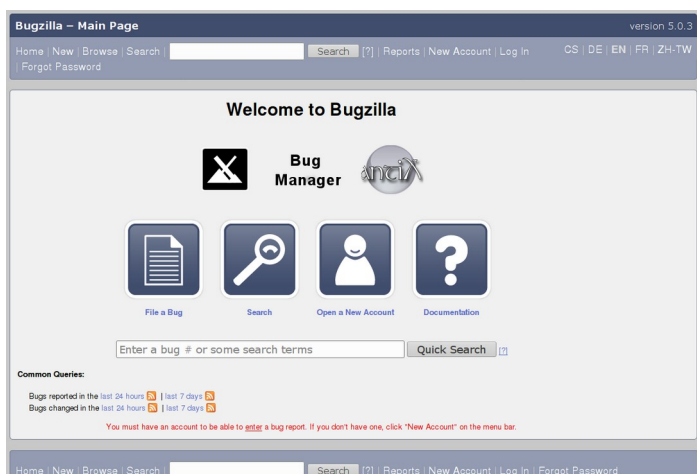 Bugzilla – Main Page version 5.0.3
Home | New | Browse | Search | Search [?] | Reports | New Account | Log In CS | DE | EN | FR | ZH-TW
| Forgot Password
Welcome to Bugzilla
Bug
Manager
antiX
File a Bug Search Open a New Account Documentation
Enter a bug # or some search terms Quick Search [?]
Common Queries:
Bugs reported in the last 24 hours | last 7 days
Bugs changed in the last 24 hours | last 7 days
You must have an account to be able to enter a bug report. If you don't have one, click "New Account" on the menu bar.
Home | New | Browse | Search | Search [?] | Reports | New Account | Log In | Forgot Password